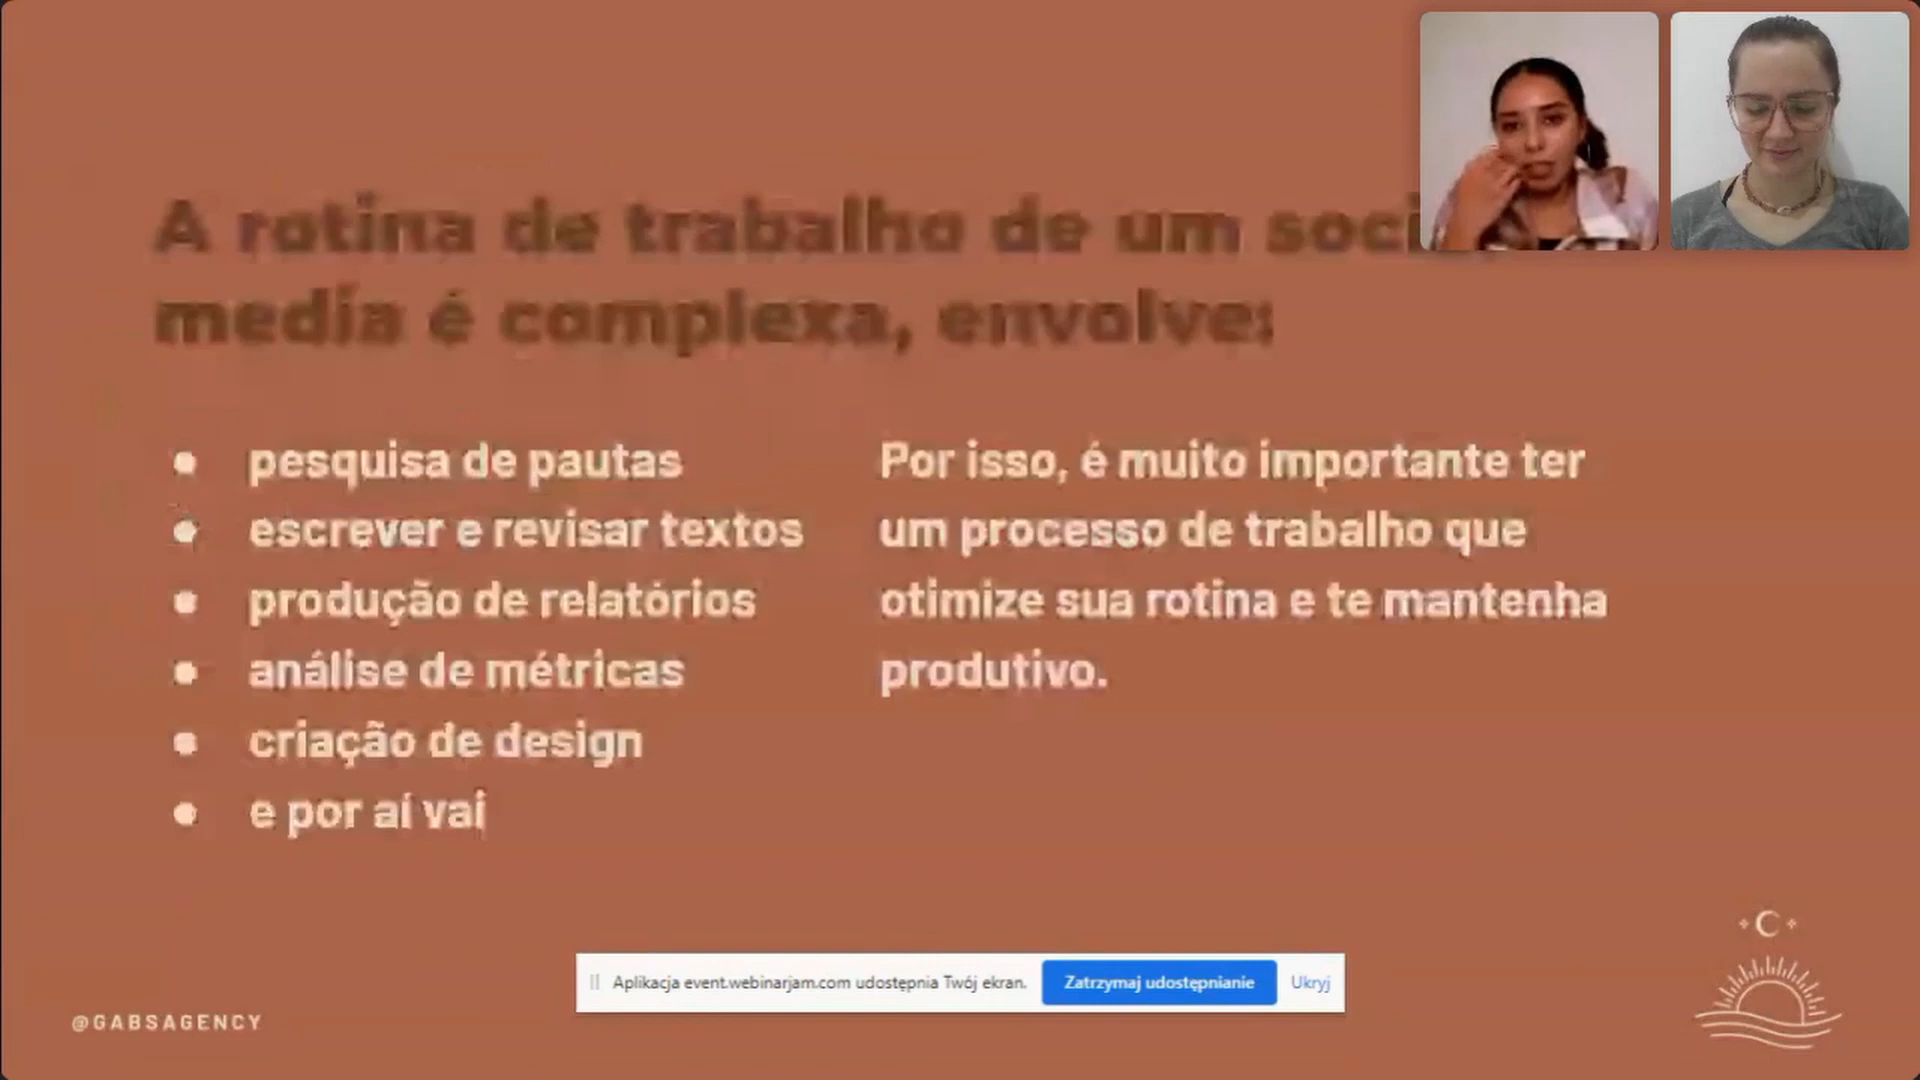 A rotina de trabalho de um soci
media é complexa, envolve:
pesquisa de pautas
escrever e revisar textos
produção de relatórios
análise de métricas
criação de design
e por aí vai
Por isso, é muito importante ter
um processo de trabalho que
otimize sua rotina e te mantenha
produtivo.
Aplikacja event.webinarjam.com udostępnia Twój ekran.
Zatrzymaj udostępnianie
Ukryj
@GABSAGENCY